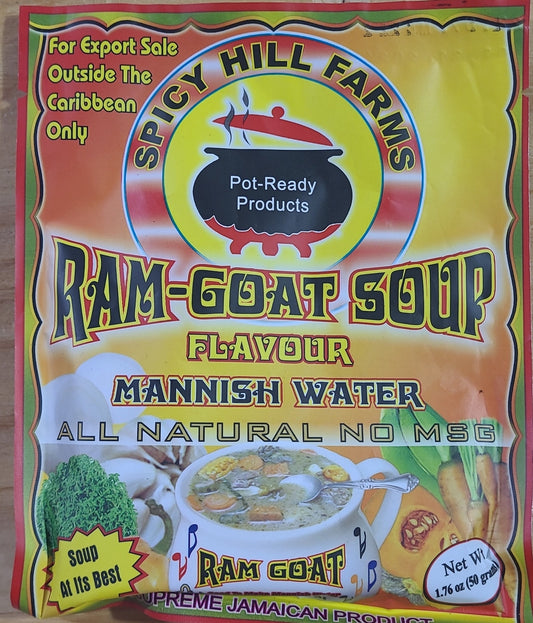 For Export Sale
Outside The
Caribbean
Only
SPICY HILL FARMS
Pot-Ready
Products
RAM-GOAT SOUP
FLAVOUR
MANNISH WATER
ALL NATURAL NO MSG
Soup
At Its Best
RAM GOAT
Net Wt.
1.76 oz (50 grams)
SUPREME JAMAICAN PRODUCT